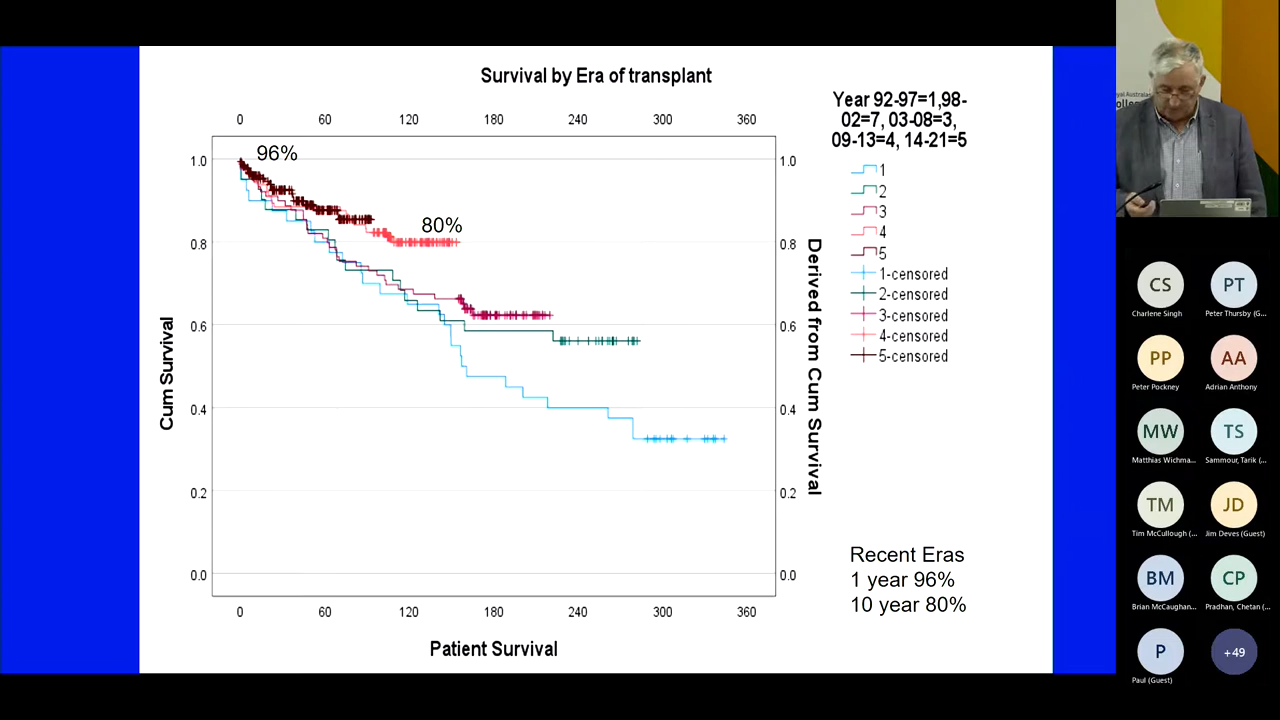 Survival by Era of transplant
0 60 120 180 240 300 360
Year 92-97=1,98-
02=7, 03-08=3,
09-13=4, 14-21=5
1
2
3
4
5
1-censored
2-censored
3-censored
4-censored
5-censored
96%
80%
1.0
0.8
0.6
0.4
0.2
0.0
Cum Survival
1.0
0.8
0.6
0.4
0.2
0.0
Derived from Cum Survival
0 60 120 180 240 300 360
Patient Survival
Recent Eras
1 year 96%
10 year 80%
CS
Charlene Singh
PT
Peter Thursby (G...
PP
Peter Pockney
AA
Adrian Anthony
MW
Matthias Wichma...
TS
Sammour, Tarik (...
TM
Tim McCullough (...
JD
Jim Deves (Guest)
BM
Brian McCaughan...
CP
Pradhan, Chetan (...
P
Paul (Guest)
+49